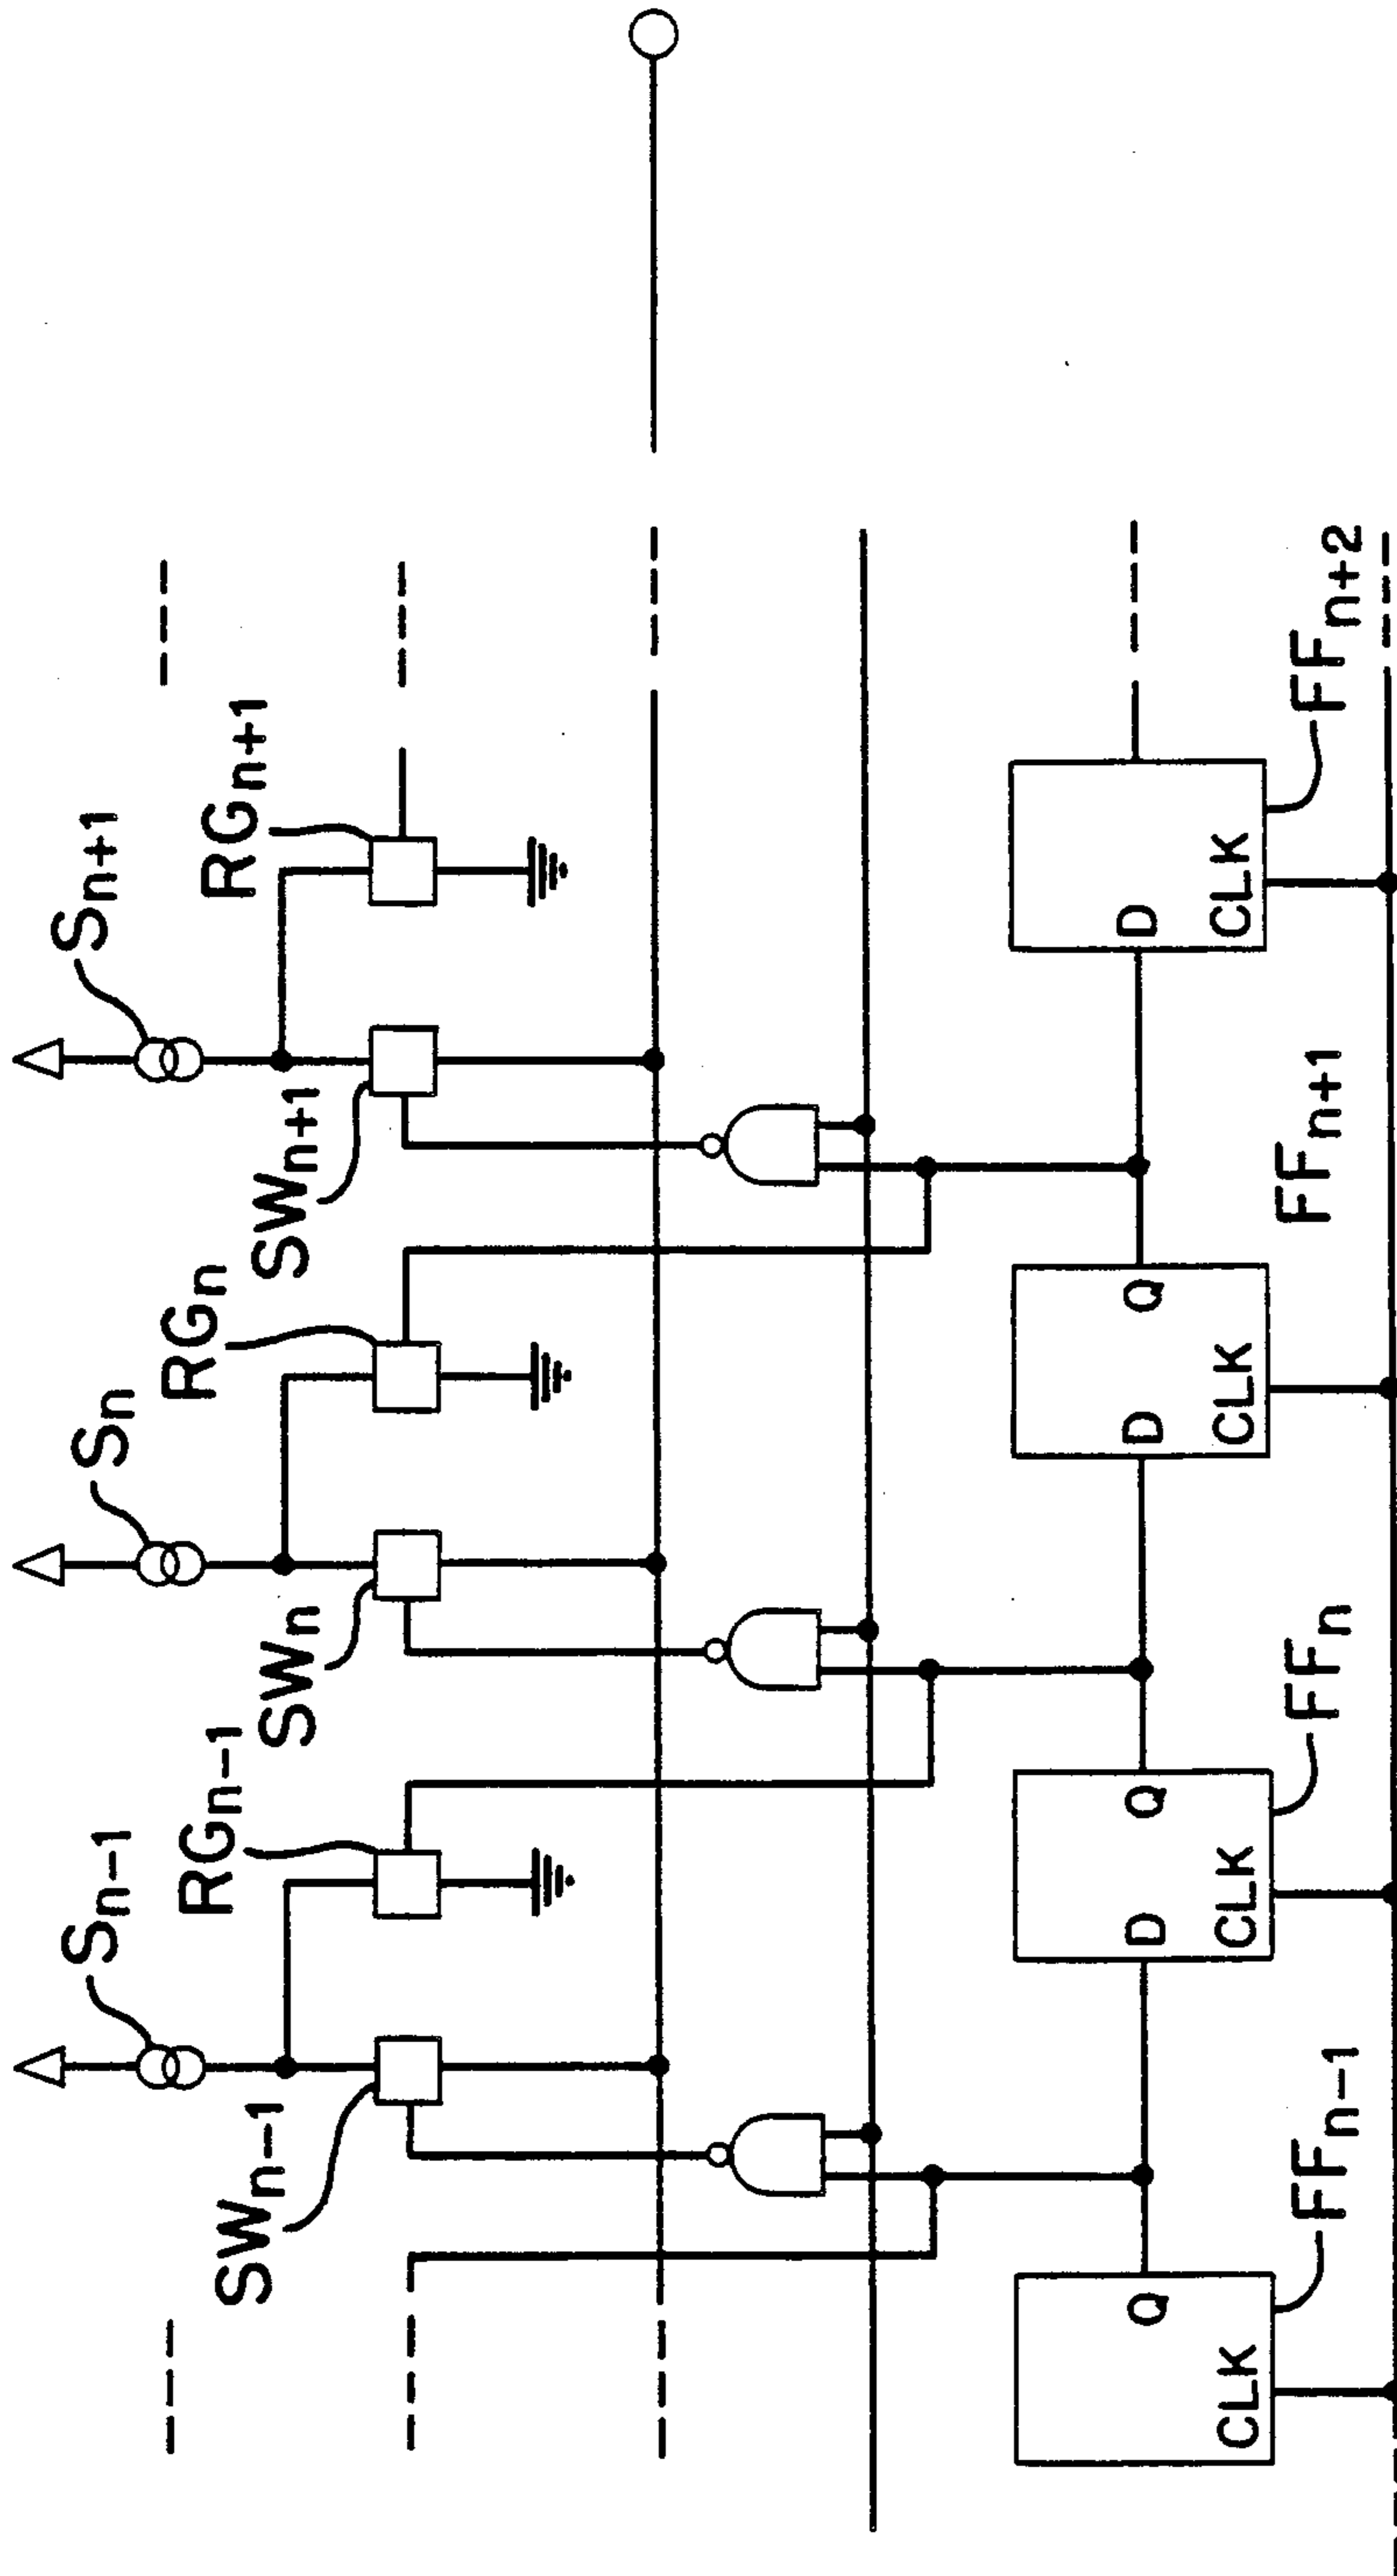 Sₙ₋₁
Sₙ
Sₙ₊₁
RGₙ₋₁
RGₙ
RGₙ₊₁
SWₙ₋₁
SWₙ
SWₙ₊₁
Q
CLK
D
Q
CLK
D
Q
CLK
D
CLK
FFₙ₋₁
FFₙ
FFₙ₊₁
FFₙ₊₂